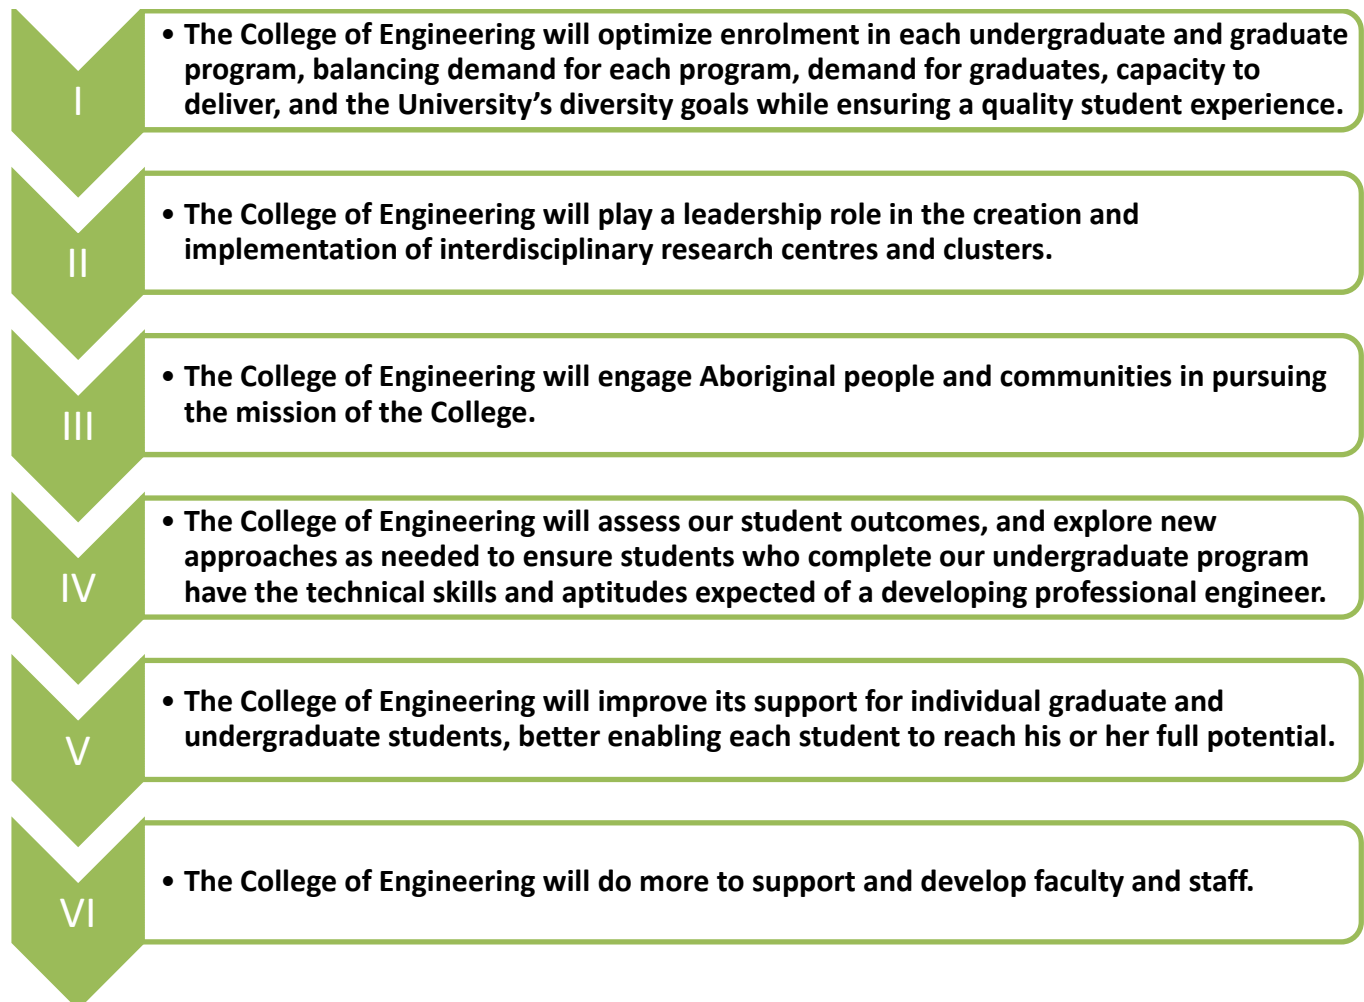 I
• The College of Engineering will optimize enrolment in each undergraduate and graduate
program, balancing demand for each program, demand for graduates, capacity to
deliver, and the University’s diversity goals while ensuring a quality student experience.
II
• The College of Engineering will play a leadership role in the creation and
implementation of interdisciplinary research centres and clusters.
III
• The College of Engineering will engage Aboriginal people and communities in pursuing
the mission of the College.
IV
• The College of Engineering will assess our student outcomes, and explore new
approaches as needed to ensure students who complete our undergraduate program
have the technical skills and aptitudes expected of a developing professional engineer.
V
• The College of Engineering will improve its support for individual graduate and
undergraduate students, better enabling each student to reach his or her full potential.
VI
• The College of Engineering will do more to support and develop faculty and staff.